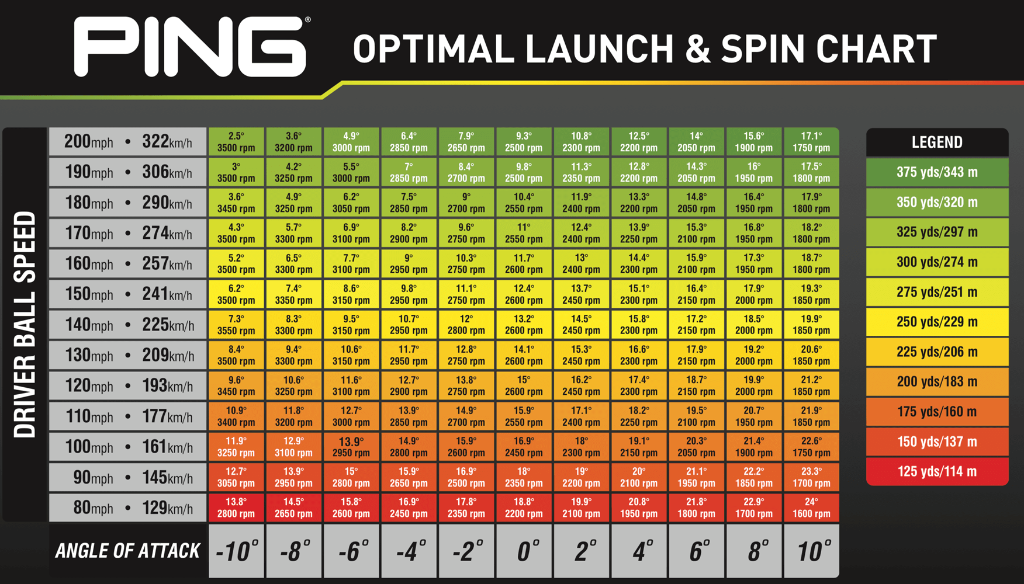 PING®
OPTIMAL LAUNCH & SPIN CHART
DRIVER BALL SPEED
200mph • 322km/h 2.5° 3.6° 4.9° 6.4° 7.9° 9.3° 10.8° 12.5° 14° 15.6° 17.1°
3500 rpm 3200 rpm 3000 rpm 2850 rpm 2650 rpm 2500 rpm 2300 rpm 2200 rpm 2050 rpm 1900 rpm 1750 rpm
190mph • 306km/h 3° 4.2° 5.5° 7° 8.4° 9.8° 11.3° 12.8° 14.3° 16° 17.5°
3500 rpm 3250 rpm 3000 rpm 2850 rpm 2700 rpm 2500 rpm 2350 rpm 2200 rpm 2050 rpm 1950 rpm 1800 rpm
180mph • 290km/h 3.6° 4.9° 6.2° 7.5° 9° 10.4° 11.9° 13.3° 14.8° 16.4° 17.9°
3450 rpm 3250 rpm 3050 rpm 2850 rpm 2700 rpm 2550 rpm 2400 rpm 2200 rpm 2050 rpm 1950 rpm 1800 rpm
170mph • 274km/h 4.3° 5.7° 6.9° 8.2° 9.6° 11° 12.4° 13.9° 15.3° 16.8° 18.2°
3500 rpm 3300 rpm 3100 rpm 2900 rpm 2750 rpm 2550 rpm 2400 rpm 2250 rpm 2100 rpm 1950 rpm 1800 rpm
160mph • 257km/h 5.2° 6.5° 7.7° 9° 10.3° 11.7° 13° 14.4° 15.9° 17.3° 18.7°
3500 rpm 3300 rpm 3100 rpm 2950 rpm 2750 rpm 2600 rpm 2400 rpm 2300 rpm 2100 rpm 1950 rpm 1800 rpm
150mph • 241km/h 6.2° 7.4° 8.6° 9.8° 11.1° 12.4° 13.7° 15.1° 16.4° 17.9° 19.3°
3500 rpm 3350 rpm 3150 rpm 2950 rpm 2750 rpm 2600 rpm 2450 rpm 2300 rpm 2150 rpm 2000 rpm 1850 rpm
140mph • 225km/h 7.3° 8.3° 9.5° 10.7° 12° 13.2° 14.5° 15.8° 17.2° 18.5° 19.9°
3550 rpm 3300 rpm 3150 rpm 2950 rpm 2800 rpm 2600 rpm 2450 rpm 2300 rpm 2150 rpm 2000 rpm 1850 rpm
130mph • 209km/h 8.4° 9.4° 10.6° 11.7° 12.8° 14.1° 15.3° 16.6° 17.9° 19.2° 20.6°
3500 rpm 3300 rpm 3150 rpm 2950 rpm 2750 rpm 2600 rpm 2450 rpm 2300 rpm 2150 rpm 2000 rpm 1850 rpm
120mph • 193km/h 9.6° 10.6° 11.6° 12.7° 13.8° 15° 16.2° 17.4° 18.7° 19.9° 21.2°
3450 rpm 3250 rpm 3100 rpm 2900 rpm 2750 rpm 2600 rpm 2450 rpm 2300 rpm 2150 rpm 2000 rpm 1850 rpm
110mph • 177km/h 10.9° 11.8° 12.7° 13.9° 14.9° 15.9° 17.1° 18.2° 19.5° 20.7° 21.9°
3400 rpm 3200 rpm 3000 rpm 2850 rpm 2700 rpm 2550 rpm 2400 rpm 2250 rpm 2100 rpm 1950 rpm 1850 rpm
100mph • 161km/h 11.9° 12.9° 13.9° 14.9° 15.9° 16.9° 18° 19.1° 20.3° 21.4° 22.6°
3250 rpm 3100 rpm 2950 rpm 2800 rpm 2600 rpm 2450 rpm 2300 rpm 2150 rpm 2050 rpm 1900 rpm 1750 rpm
90mph • 145km/h 12.7° 13.9° 15° 15.9° 16.9° 18° 19° 20° 21.1° 22.2° 23.3°
3050 rpm 2950 rpm 2800 rpm 2650 rpm 2500 rpm 2350 rpm 2200 rpm 2100 rpm 1950 rpm 1850 rpm 1700 rpm
80mph • 129km/h 13.8° 14.5° 15.8° 16.9° 17.8° 18.8° 19.9° 20.8° 21.8° 22.9° 24°
2800 rpm 2650 rpm 2600 rpm 2450 rpm 2350 rpm 2200 rpm 2100 rpm 1950 rpm 1800 rpm 1700 rpm 1600 rpm
ANGLE OF ATTACK -10° -8° -6° -4° -2° 0° 2° 4° 6° 8° 10°
LEGEND
375 yds/343 m
350 yds/320 m
325 yds/297 m
300 yds/274 m
275 yds/251 m
250 yds/229 m
225 yds/206 m
200 yds/183 m
175 yds/160 m
150 yds/137 m
125 yds/114 m